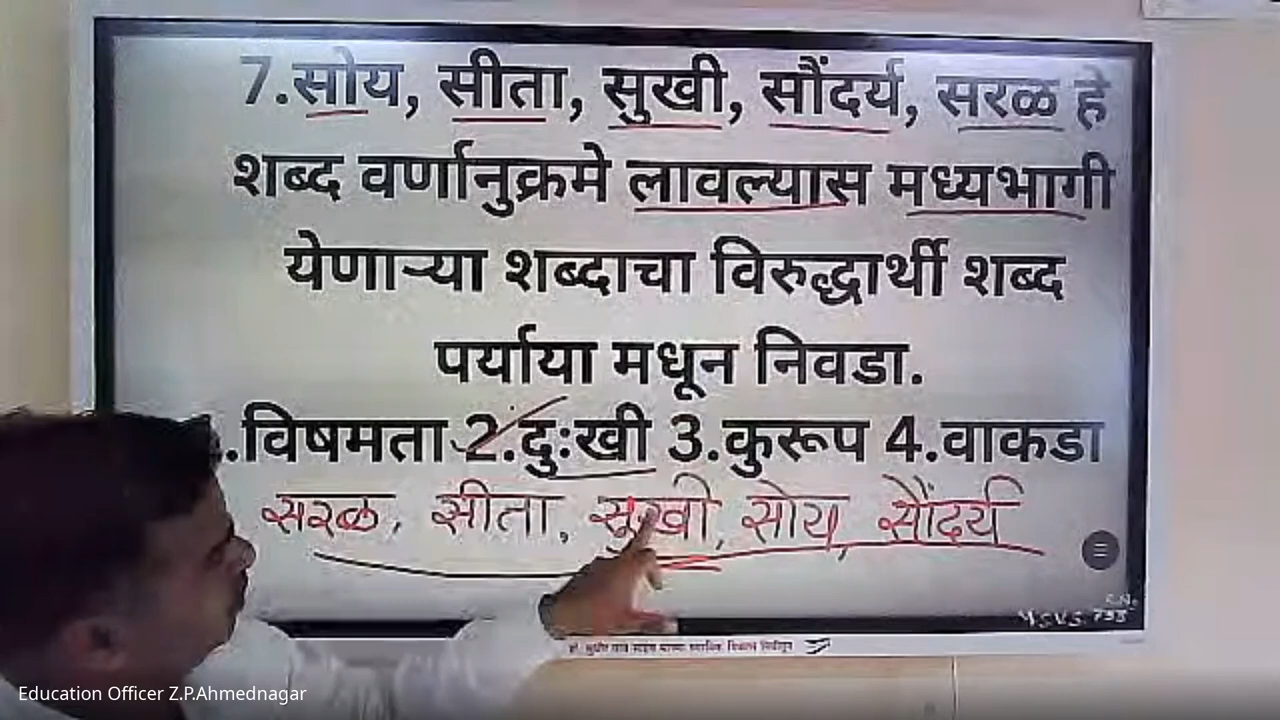 7.सोय, सीता, सुखी, सौंदर्य, सरळ हे
शब्द वर्णानुक्रमे लावल्यास मध्यभागी
येणाऱ्या शब्दाचा विरुद्धार्थी शब्द
पर्याया मधून निवडा.
.विषमता 2.दुःखी 3.कुरूप 4.वाकडा
सरळ, सीता, सुखी, सोय, सौंदर्य
Education Officer Z.P.Ahmednagar